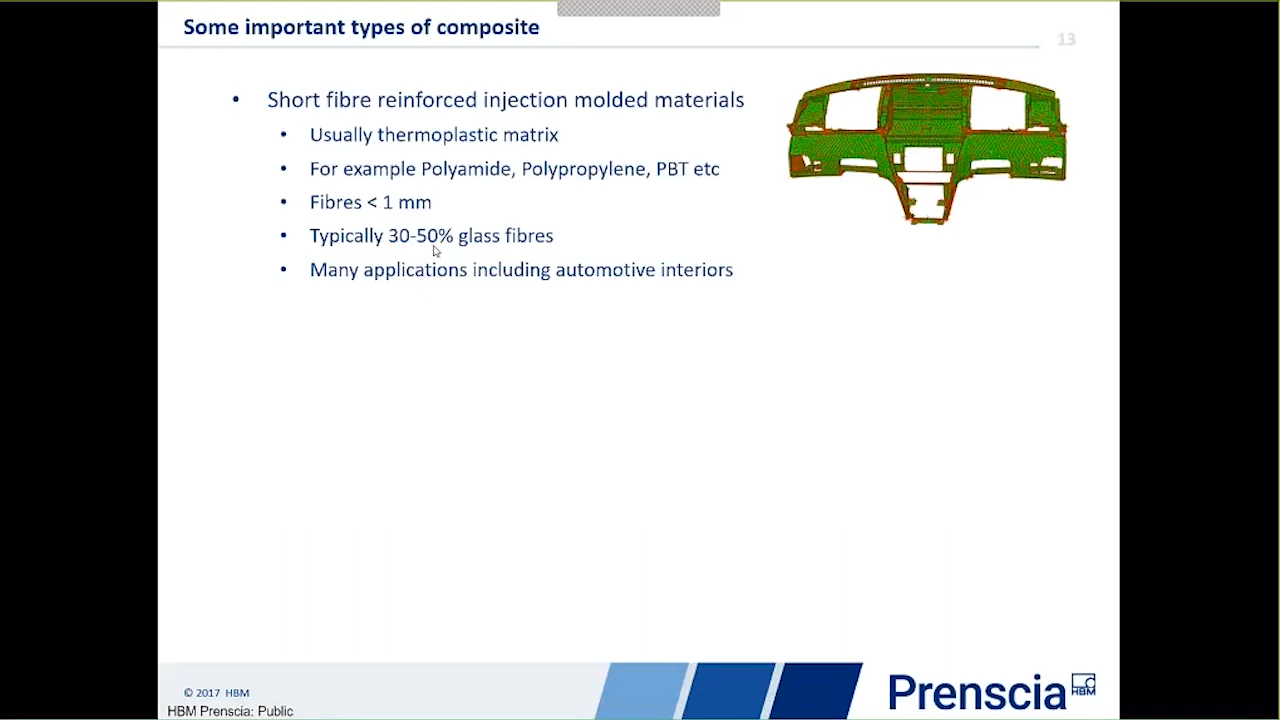 Some important types of composite
13
• Short fibre reinforced injection molded materials
• Usually thermoplastic matrix
• For example Polyamide, Polypropylene, PBT etc
• Fibres < 1 mm
• Typically 30-50% glass fibres
• Many applications including automotive interiors
© 2017 HBM
HBM Prenscia: Public
Prenscia
HBM